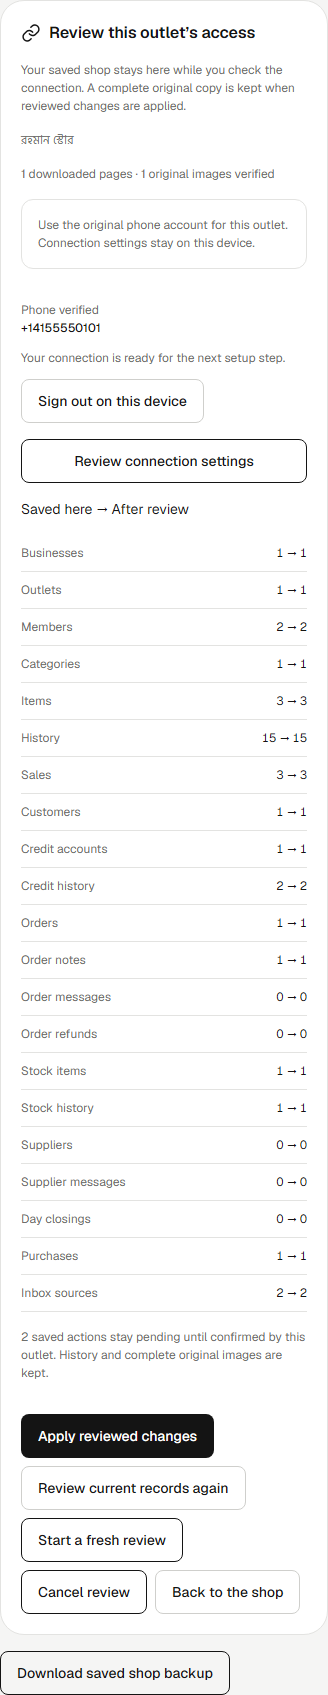 Review this outlet's access
Your saved shop stays here while you check the
connection. A complete original copy is kept when
reviewed changes are applied.
রহমান স্টোর
1 downloaded pages · 1 original images verified
Use the original phone account for this outlet.
Connection settings stay on this device.
Phone verified
+14155550101
Your connection is ready for the next setup step.
Sign out on this device
Review connection settings
Saved here → After review
Businesses 1 → 1
Outlets 1 → 1
Members 2 → 2
Categories 1 → 1
Items 3 → 3
History 15 → 15
Sales 3 → 3
Customers 1 → 1
Credit accounts 1 → 1
Credit history 2 → 2
Orders 1 → 1
Order notes 1 → 1
Order messages 0 → 0
Order refunds 0 → 0
Stock items 1 → 1
Stock history 1 → 1
Suppliers 0 → 0
Supplier messages 0 → 0
Day closings 0 → 0
Purchases 1 → 1
Inbox sources 2 → 2
2 saved actions stay pending until confirmed by this
outlet. History and complete original images are
kept.
Apply reviewed changes
Review current records again
Start a fresh review
Cancel review Back to the shop
Download saved shop backup